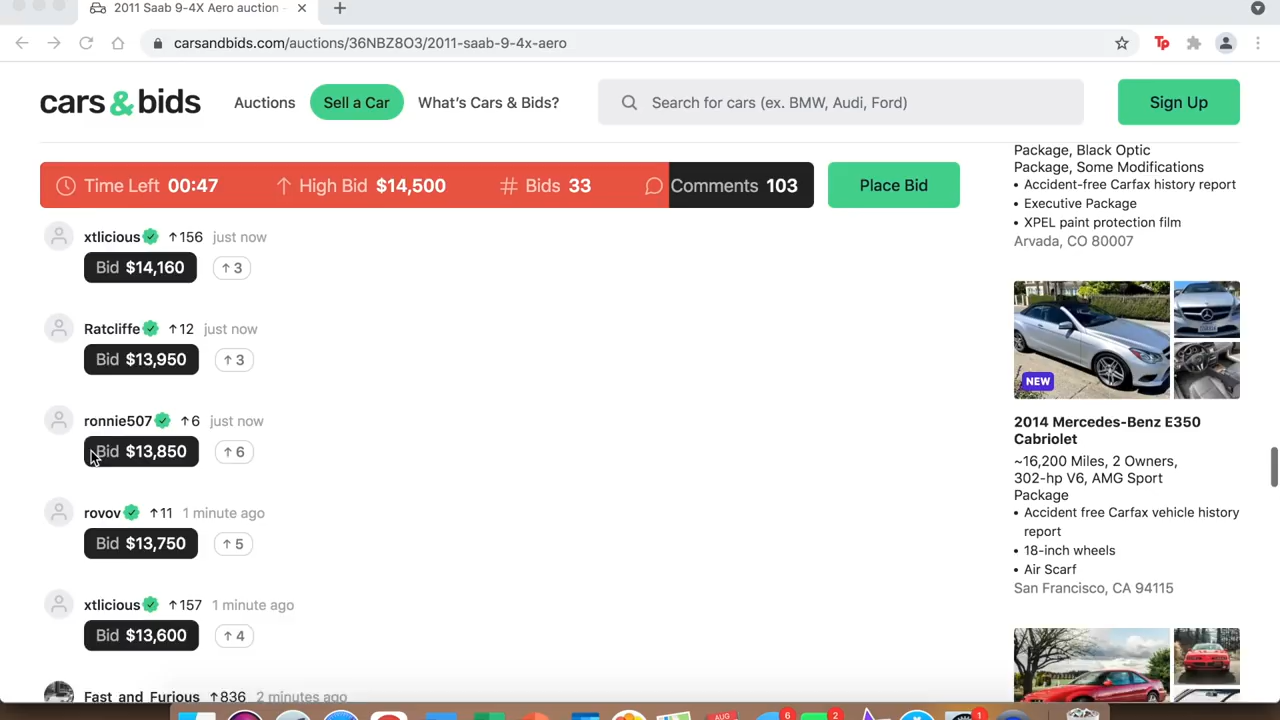 2011 Saab 9-4X Aero auction -
carsandbids.com/auctions/36NBZ8O3/2011-saab-9-4x-aero
Tp
cars & bids
Auctions
Sell a Car
What's Cars & Bids?
Search for cars (ex. BMW, Audi, Ford)
Sign Up
Time Left 00:47
High Bid $14,500
# Bids 33
Comments 103
Place Bid
xtlicious ↑156 just now
Bid $14,160 ↑ 3
Ratcliffe ↑12 just now
Bid $13,950 ↑ 3
ronnie507 ↑6 just now
Bid $13,850 ↑ 6
rovov ↑11 1 minute ago
Bid $13,750 ↑ 5
xtlicious ↑157 1 minute ago
Bid $13,600 ↑ 4
Fast_and_Furious ↑836 2 minutes ago
Package, Black Optic
Package, Some Modifications
• Accident-free Carfax history report
• Executive Package
• XPEL paint protection film
Arvada, CO 80007
NEW
2014 Mercedes-Benz E350
Cabriolet
~16,200 Miles, 2 Owners,
302-hp V6, AMG Sport
Package
• Accident free Carfax vehicle history
report
• 18-inch wheels
• Air Scarf
San Francisco, CA 94115
AUG
6
2
1